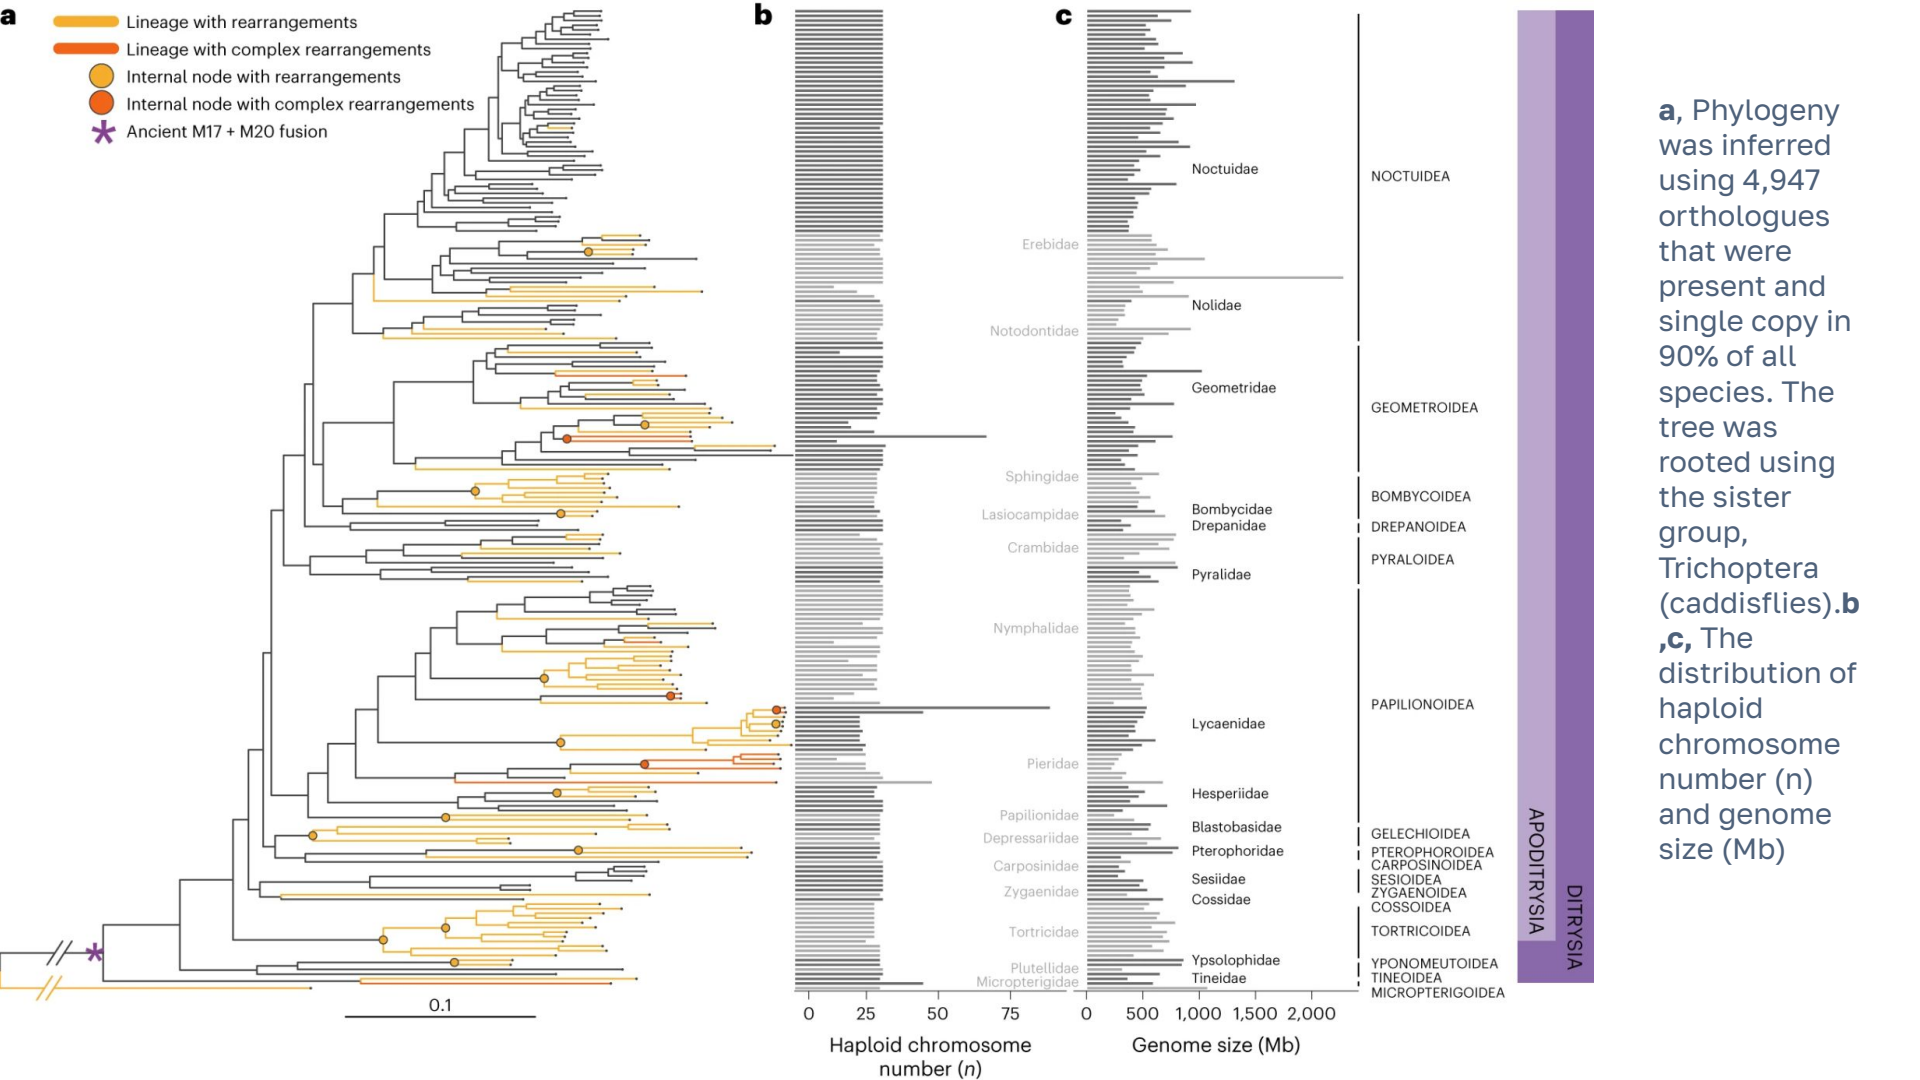 a
Lineage with rearrangements
Lineage with complex rearrangements
Internal node with rearrangements
Internal node with complex rearrangements
Ancient M17 + M20 fusion
0.1
b
0 25 50 75
Haploid chromosome
number (n)
c
Noctuidae
Erebidae
Nolidae
Notodontidae
Geometridae
Sphingidae
Bombycidae
Lasiocampidae
Drepanidae
Crambidae
Pyralidae
Nymphalidae
Lycaenidae
Pieridae
Hesperiidae
Papilionidae
Blastobasidae
Depressariidae
Pterophoridae
Carposinidae
Sesiidae
Zygaenidae
Cossidae
Tortricidae
Ypsolophidae
Plutellidae
Tineidae
Micropterigidae
0 500 1,000 1,500 2,000
Genome size (Mb)
NOCTUIDEA
GEOMETROIDEA
BOMBYCOIDEA
DREPANOIDEA
PYRALOIDEA
PAPILIONOIDEA
GELECHIOIDEA
PTEROPHOROIDEA
CARPOSINOIDEA
SESIOIDEA
ZYGAENOIDEA
COSSOIDEA
TORTRICOIDEA
YPONOMEUTOIDEA
TINEOIDEA
MICROPTERIGOIDEA
APODITRYSIA
DITRYSIA
a, Phylogeny
was inferred
using 4,947
orthologues
that were
present and
single copy in
90% of all
species. The
tree was
rooted using
the sister
group,
Trichoptera
(caddisflies).b
,c, The
distribution of
haploid
chromosome
number (n)
and genome
size (Mb)